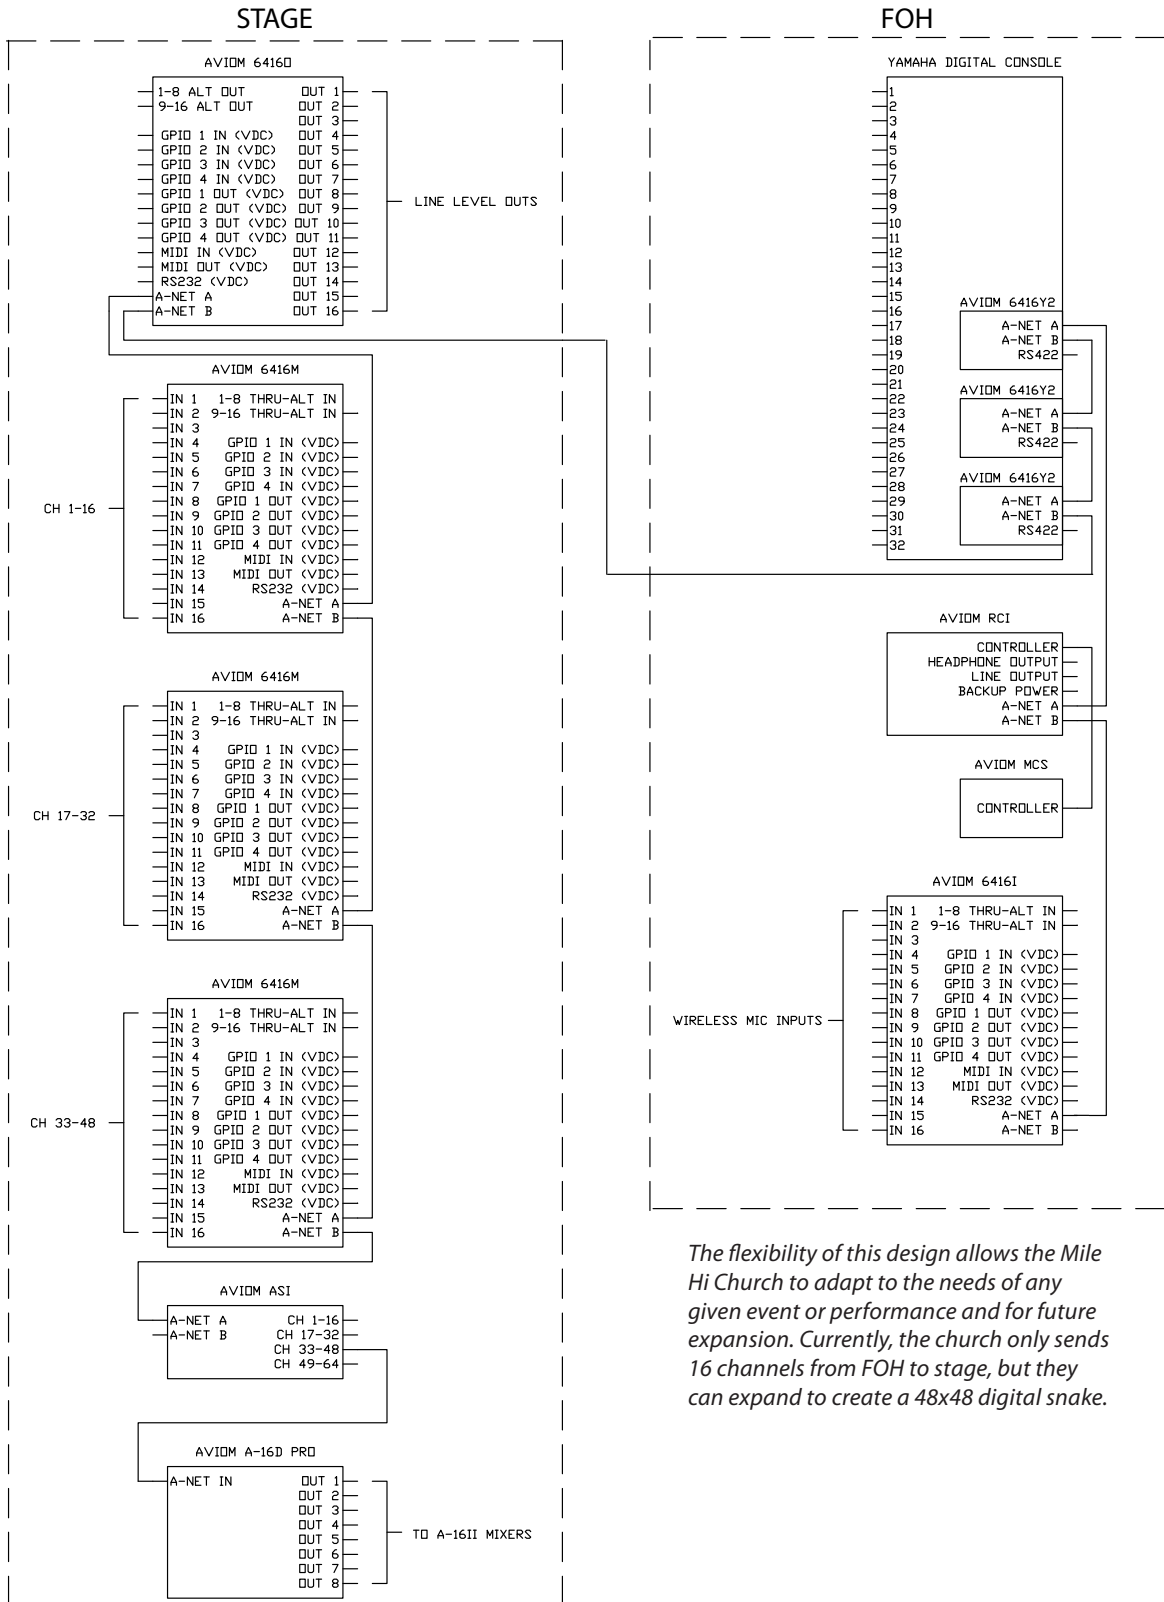 STAGE
AVIOM 6416O
1-8 ALT OUT OUT 1
9-16 ALT OUT OUT 2
OUT 3
GPIO 1 IN (VDC) OUT 4
GPIO 2 IN (VDC) OUT 5
GPIO 3 IN (VDC) OUT 6
GPIO 4 IN (VDC) OUT 7
GPIO 1 OUT (VDC) OUT 8
GPIO 2 OUT (VDC) OUT 9
GPIO 3 OUT (VDC) OUT 10
GPIO 4 OUT (VDC) OUT 11
MIDI IN (VDC) OUT 12
MIDI OUT (VDC) OUT 13
RS232 (VDC) OUT 14
A-NET A OUT 15
A-NET B OUT 16
LINE LEVEL OUTS
AVIOM 6416M
IN 1 1-8 THRU-ALT IN
IN 2 9-16 THRU-ALT IN
IN 3
IN 4 GPIO 1 IN (VDC)
IN 5 GPIO 2 IN (VDC)
IN 6 GPIO 3 IN (VDC)
IN 7 GPIO 4 IN (VDC)
IN 8 GPIO 1 OUT (VDC)
IN 9 GPIO 2 OUT (VDC)
IN 10 GPIO 3 OUT (VDC)
IN 11 GPIO 4 OUT (VDC)
IN 12 MIDI IN (VDC)
IN 13 MIDI OUT (VDC)
IN 14 RS232 (VDC)
IN 15 A-NET A
IN 16 A-NET B
CH 1-16
AVIOM 6416M
IN 1 1-8 THRU-ALT IN
IN 2 9-16 THRU-ALT IN
IN 3
IN 4 GPIO 1 IN (VDC)
IN 5 GPIO 2 IN (VDC)
IN 6 GPIO 3 IN (VDC)
IN 7 GPIO 4 IN (VDC)
IN 8 GPIO 1 OUT (VDC)
IN 9 GPIO 2 OUT (VDC)
IN 10 GPIO 3 OUT (VDC)
IN 11 GPIO 4 OUT (VDC)
IN 12 MIDI IN (VDC)
IN 13 MIDI OUT (VDC)
IN 14 RS232 (VDC)
IN 15 A-NET A
IN 16 A-NET B
CH 17-32
AVIOM 6416M
IN 1 1-8 THRU-ALT IN
IN 2 9-16 THRU-ALT IN
IN 3
IN 4 GPIO 1 IN (VDC)
IN 5 GPIO 2 IN (VDC)
IN 6 GPIO 3 IN (VDC)
IN 7 GPIO 4 IN (VDC)
IN 8 GPIO 1 OUT (VDC)
IN 9 GPIO 2 OUT (VDC)
IN 10 GPIO 3 OUT (VDC)
IN 11 GPIO 4 OUT (VDC)
IN 12 MIDI IN (VDC)
IN 13 MIDI OUT (VDC)
IN 14 RS232 (VDC)
IN 15 A-NET A
IN 16 A-NET B
CH 33-48
AVIOM ASI
A-NET A CH 1-16
A-NET B CH 17-32
CH 33-48
CH 49-64
AVIOM A-16D PRO
A-NET IN OUT 1
OUT 2
OUT 3
OUT 4
OUT 5
OUT 6
OUT 7
OUT 8
TO A-16II MIXERS
FOH
YAMAHA DIGITAL CONSOLE
1
2
3
4
5
6
7
8
9
10
11
12
13
14
15
16
17
18
19
20
21
22
23
24
25
26
27
28
29
30
31
32
AVIOM 6416Y2
A-NET A
A-NET B
RS422
AVIOM 6416Y2
A-NET A
A-NET B
RS422
AVIOM 6416Y2
A-NET A
A-NET B
RS422
AVIOM RCI
CONTROLLER
HEADPHONE OUTPUT
LINE OUTPUT
BACKUP POWER
A-NET A
A-NET B
AVIOM MCS
CONTROLLER
AVIOM 6416I
IN 1 1-8 THRU-ALT IN
IN 2 9-16 THRU-ALT IN
IN 3
IN 4 GPIO 1 IN (VDC)
IN 5 GPIO 2 IN (VDC)
IN 6 GPIO 3 IN (VDC)
IN 7 GPIO 4 IN (VDC)
IN 8 GPIO 1 OUT (VDC)
IN 9 GPIO 2 OUT (VDC)
IN 10 GPIO 3 OUT (VDC)
IN 11 GPIO 4 OUT (VDC)
IN 12 MIDI IN (VDC)
IN 13 MIDI OUT (VDC)
IN 14 RS232 (VDC)
IN 15 A-NET A
IN 16 A-NET B
WIRELESS MIC INPUTS
The flexibility of this design allows the Mile
Hi Church to adapt to the needs of any
given event or performance and for future
expansion. Currently, the church only sends
16 channels from FOH to stage, but they
can expand to create a 48x48 digital snake.